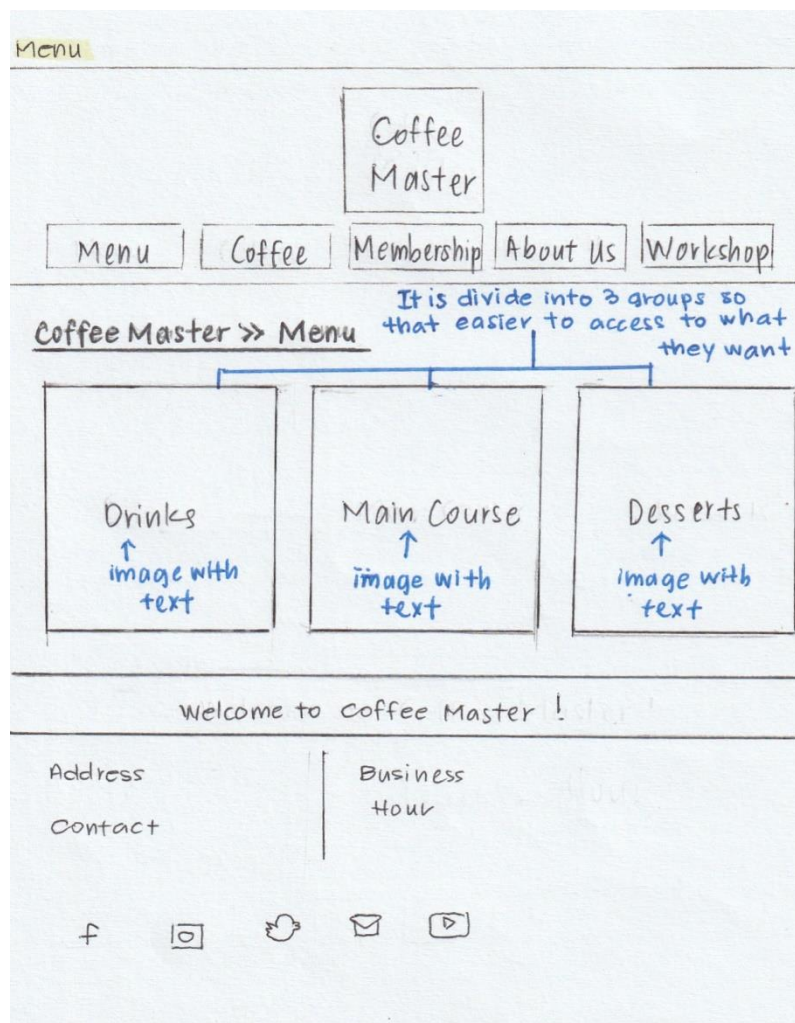 Menu
Coffee
Master
Menu Coffee Membership About Us Workshop
It is divide into 3 groups so
that easier to access to what
they want
Coffee Master >> Menu
Drinks
image with
text
Main Course
image with
text
Desserts
image with
text
Welcome to Coffee Master !
Address
Contact
Business
Hour
f